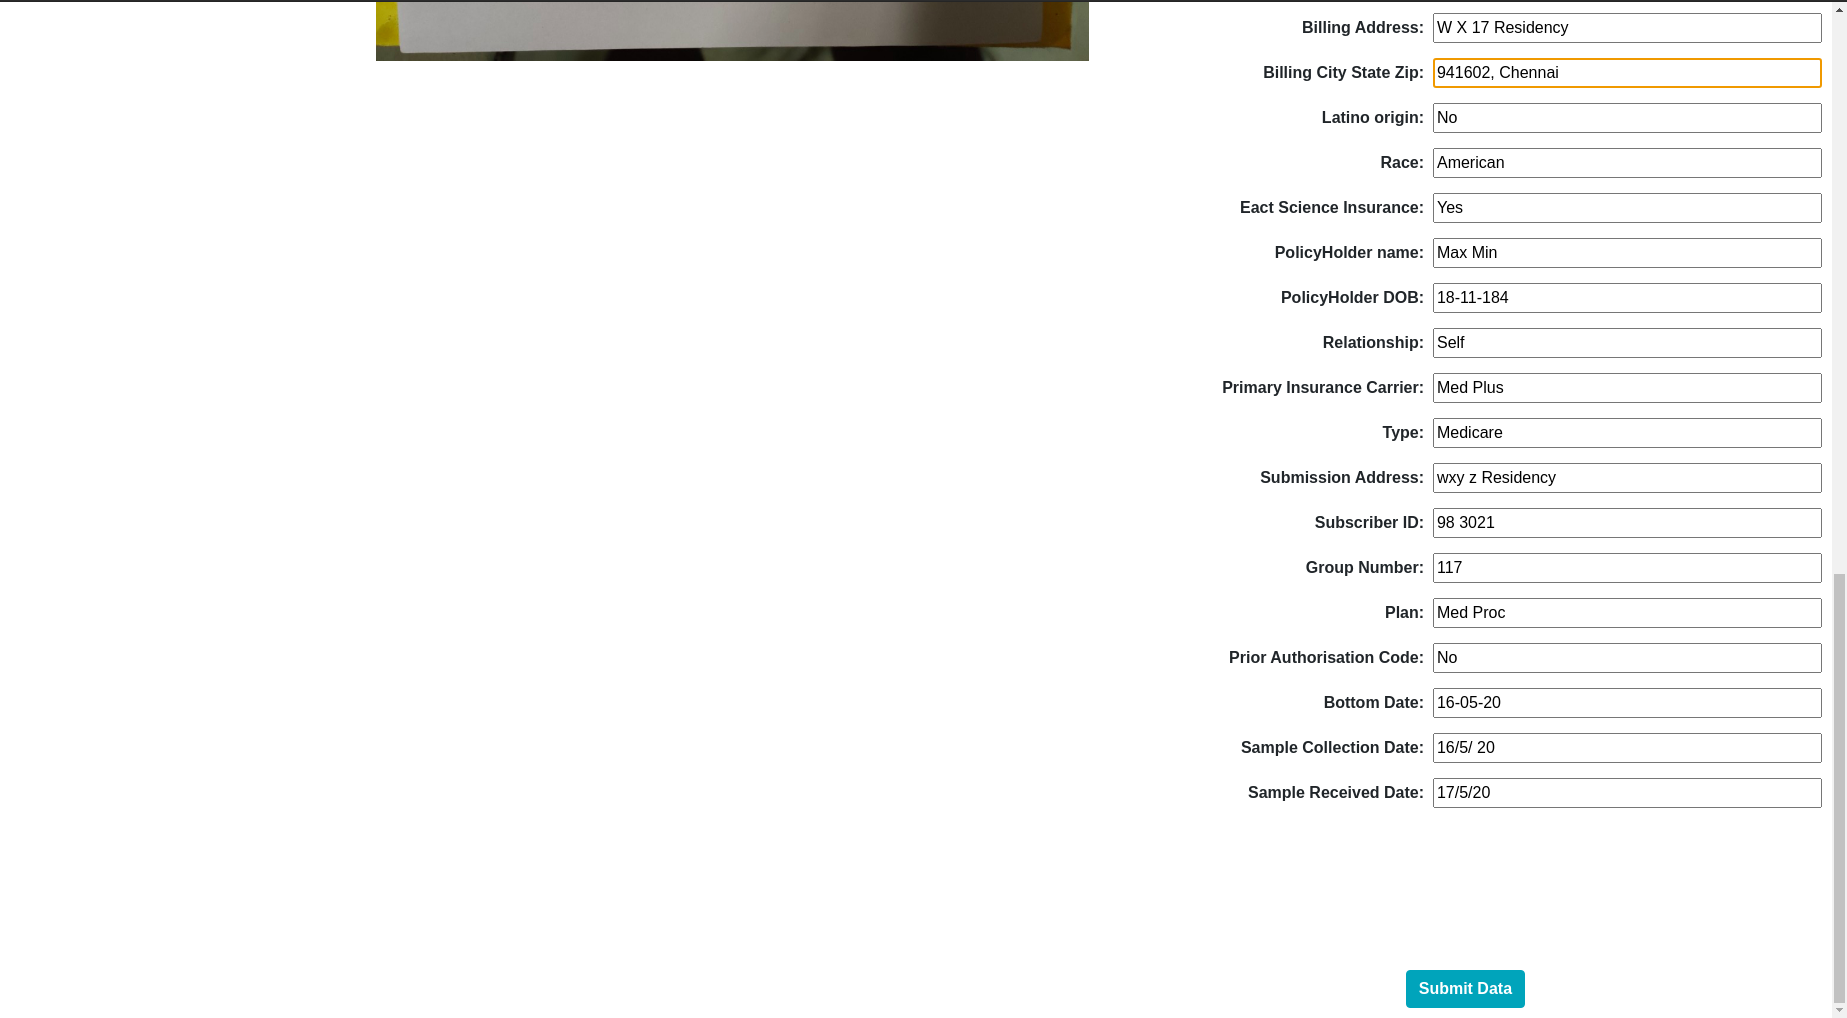 Billing Address: W X 17 Residency
Billing City State Zip: 941602, Chennai
Latino origin: No
Race: American
Eact Science Insurance: Yes
PolicyHolder name: Max Min
PolicyHolder DOB: 18-11-184
Relationship: Self
Primary Insurance Carrier: Med Plus
Type: Medicare
Submission Address: wxy z Residency
Subscriber ID: 98 3021
Group Number: 117
Plan: Med Proc
Prior Authorisation Code: No
Bottom Date: 16-05-20
Sample Collection Date: 16/5/ 20
Sample Received Date: 17/5/20
Submit Data